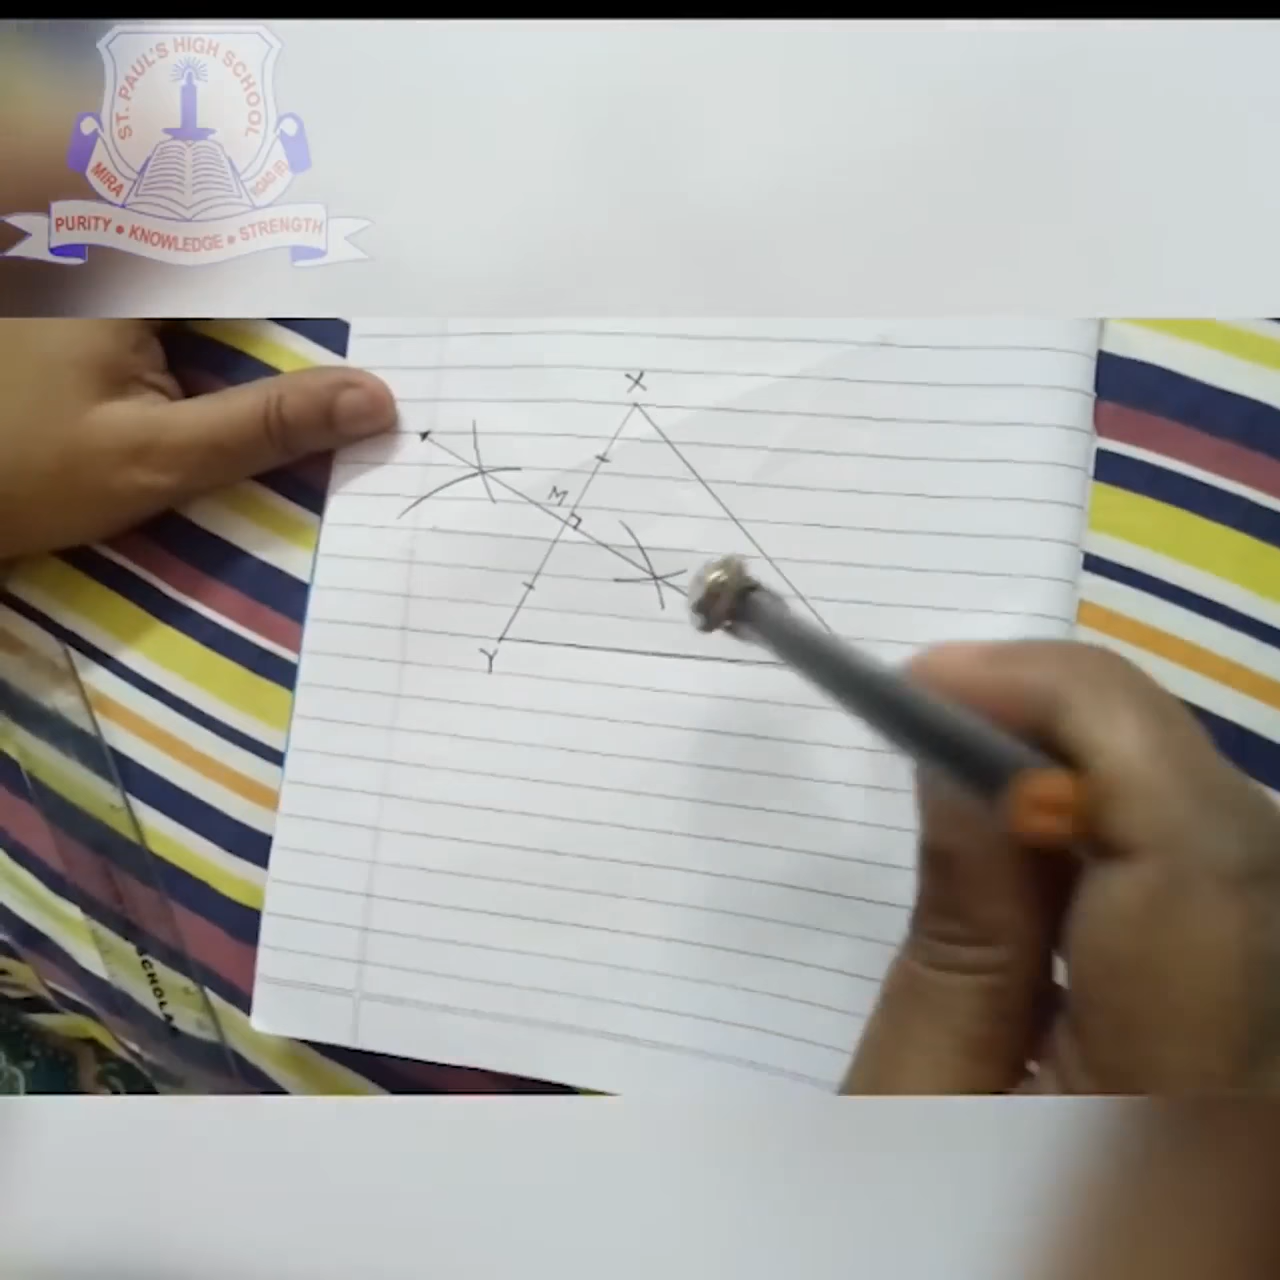 ST. PAUL'S HIGH SCHOOL
MIRA ROAD (E)
PURITY • KNOWLEDGE • STRENGTH
X
M
Y